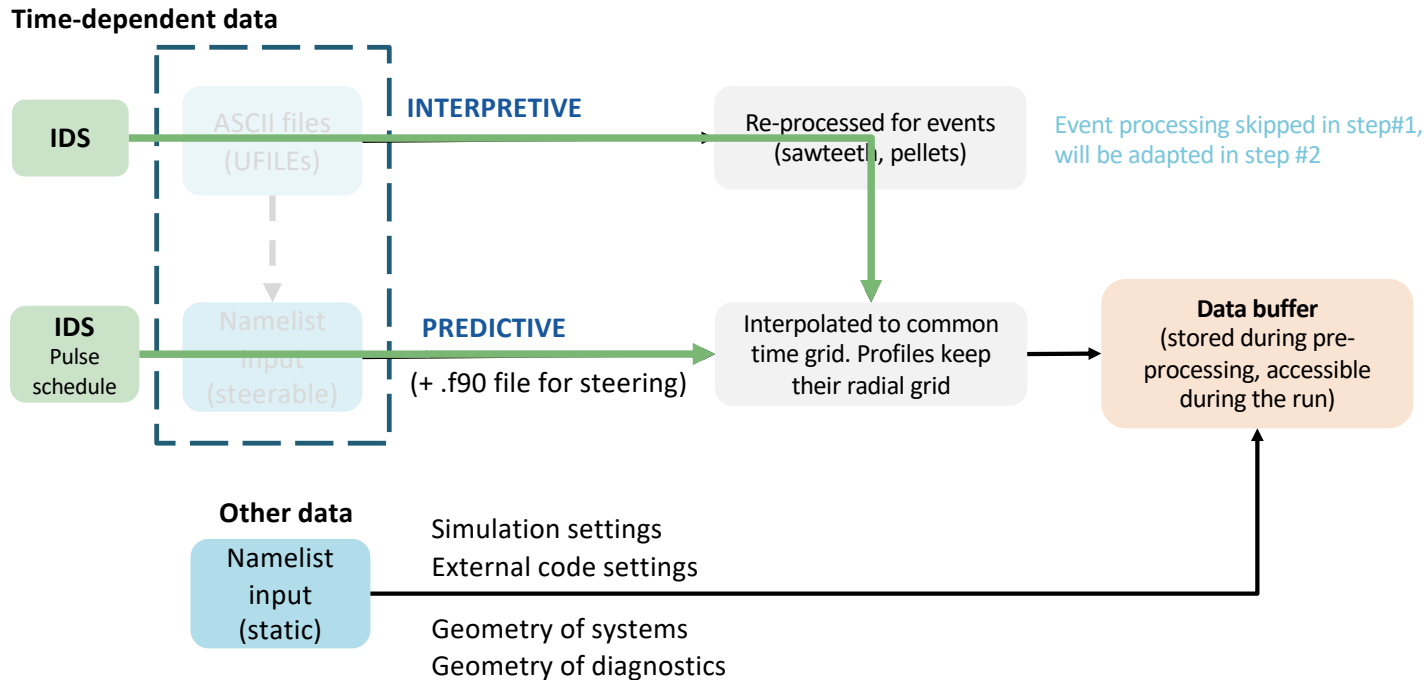 Time-dependent data
IDS
ASCII files
(UFILEs)
INTERPRETIVE
Re-processed for events
(sawteeth, pellets)
Event processing skipped in step#1,
will be adapted in step #2
IDS
Pulse
schedule
Namelist
input
(steerable)
PREDICTIVE
(+ .f90 file for steering)
Interpolated to common
time grid. Profiles keep
their radial grid
Data buffer
(stored during pre-
processing, accessible
during the run)
Other data
Namelist
input
(static)
Simulation settings
External code settings
Geometry of systems
Geometry of diagnostics